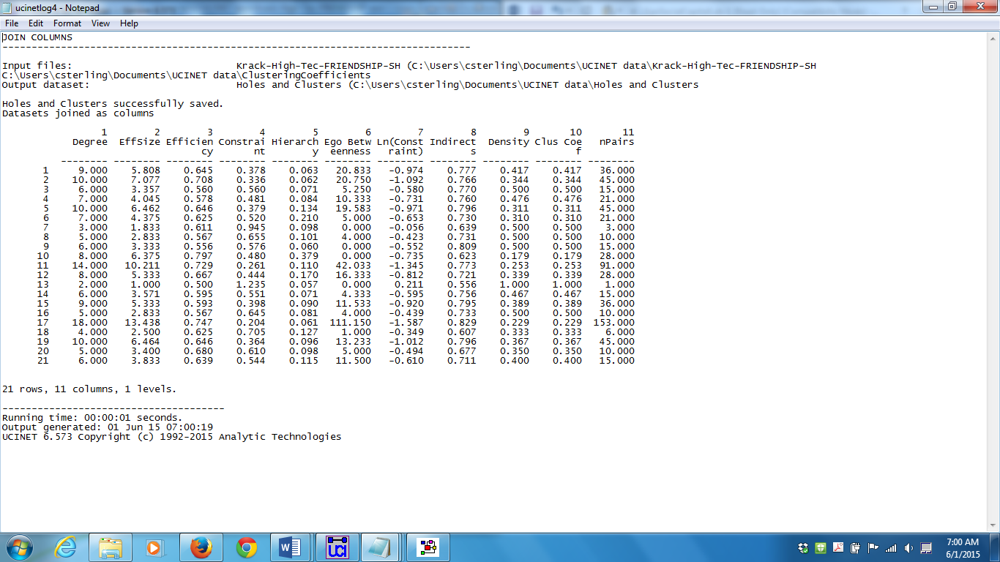 ucinetlog4 - Notepad
File Edit Format View Help
JOIN COLUMNS
--------------------------------------------------------------------------------
Input files: Krack-High-Tec-FRIENDSHIP-SH (C:\Users\csterling\Documents\UCINET data\Krack-High-Tec-FRIENDSHIP-SH
C:\Users\csterling\Documents\UCINET data\ClusteringCoefficients
Output dataset: Holes and Clusters (C:\Users\csterling\Documents\UCINET data\Holes and Clusters
Holes and Clusters successfully saved.
Datasets joined as columns
1 2 3 4 5 6 7 8 9 10 11
Degree EffSize Efficien Constrai Hierarch Ego Betw Ln(Const Indirect Density Clus Coe nPairs
cy nt y eenness raint) s f
-------- -------- -------- -------- -------- -------- -------- -------- -------- -------- --------
1 9.000 5.808 0.645 0.378 0.063 20.833 -0.974 0.777 0.417 0.417 36.000
2 10.000 7.077 0.708 0.336 0.062 20.750 -1.092 0.766 0.344 0.344 45.000
3 6.000 3.357 0.560 0.560 0.071 5.250 -0.580 0.770 0.500 0.500 15.000
4 7.000 4.045 0.578 0.481 0.084 10.333 -0.731 0.760 0.476 0.476 21.000
5 10.000 6.462 0.646 0.379 0.134 19.583 -0.971 0.796 0.311 0.311 45.000
6 7.000 4.375 0.625 0.520 0.210 5.000 -0.653 0.730 0.310 0.310 21.000
7 3.000 1.833 0.611 0.945 0.098 0.000 -0.056 0.639 0.500 0.500 3.000
8 5.000 2.833 0.567 0.655 0.101 4.000 -0.423 0.731 0.500 0.500 10.000
9 6.000 3.333 0.556 0.576 0.060 0.000 -0.552 0.809 0.500 0.500 15.000
10 8.000 6.375 0.797 0.480 0.379 0.000 -0.735 0.623 0.179 0.179 28.000
11 14.000 10.211 0.729 0.261 0.110 42.033 -1.345 0.773 0.253 0.253 91.000
12 8.000 5.333 0.667 0.444 0.170 16.333 -0.812 0.721 0.339 0.339 28.000
13 2.000 1.000 0.500 1.235 0.057 0.000 0.211 0.556 1.000 1.000 1.000
14 6.000 3.571 0.595 0.551 0.071 4.333 -0.595 0.756 0.467 0.467 15.000
15 9.000 5.333 0.593 0.398 0.090 11.533 -0.920 0.795 0.389 0.389 36.000
16 5.000 2.833 0.567 0.645 0.081 4.000 -0.439 0.733 0.500 0.500 10.000
17 18.000 13.438 0.747 0.204 0.061 111.150 -1.587 0.829 0.229 0.229 153.000
18 4.000 2.500 0.625 0.705 0.127 1.000 -0.349 0.607 0.333 0.333 6.000
19 10.000 6.464 0.646 0.364 0.096 13.233 -1.012 0.796 0.367 0.367 45.000
20 5.000 3.400 0.680 0.610 0.098 5.000 -0.494 0.677 0.350 0.350 10.000
21 6.000 3.833 0.639 0.544 0.115 11.500 -0.610 0.711 0.400 0.400 15.000
21 rows, 11 columns, 1 levels.
--------------------------------------
Running time: 00:00:01 seconds.
Output generated: 01 Jun 15 07:00:19
UCINET 6.573 Copyright (c) 1992-2015 Analytic Technologies
UCI
7:00 AM
6/1/2015